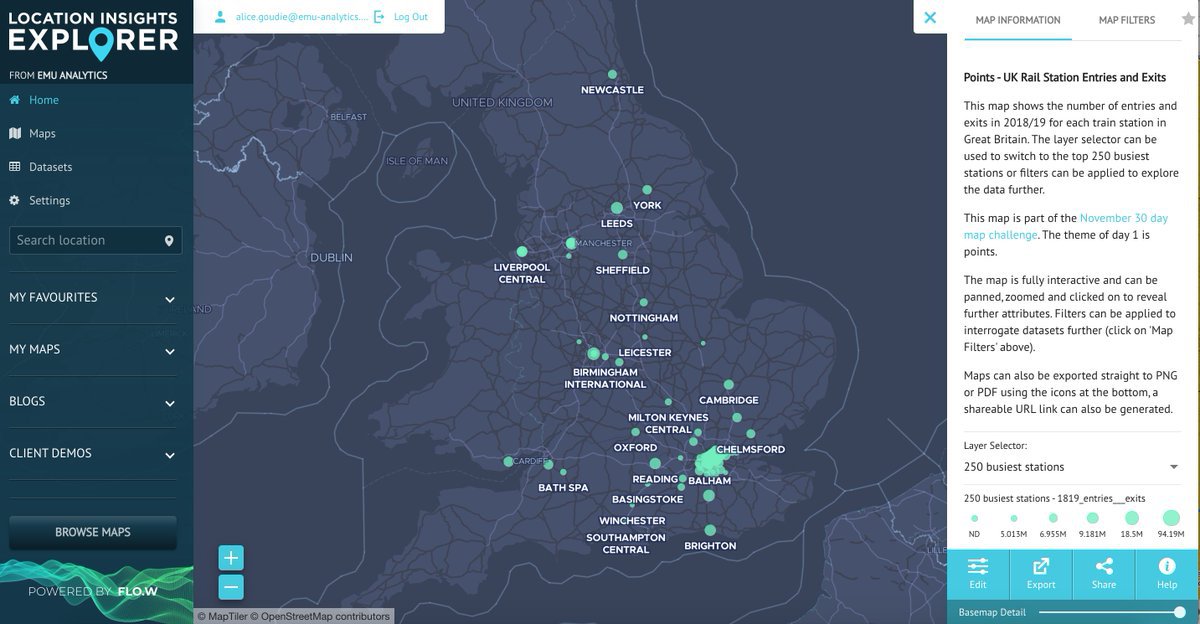 LOCATION INSIGHTS
EXPLORER
FROM EMU ANALYTICS
Home
Maps
Datasets
Settings
Search location
MY FAVOURITES
MY MAPS
BLOGS
CLIENT DEMOS
BROWSE MAPS
POWERED BY FLO.W
alice.goudie@emu-analytics....
Log Out
NEWCASTLE
UNITED KINGDOM
BELFAST
ISLE OF MAN
YORK
LEEDS
MANCHESTER
DUBLIN
LIVERPOOL
CENTRAL
SHEFFIELD
IRELAND
LIMERICK
NOTTINGHAM
LEICESTER
BIRMINGHAM
INTERNATIONAL
CAMBRIDGE
MILTON KEYNES
CENTRAL
OXFORD
CHELMSFORD
CARDIFF
READING
BALHAM
BATH SPA
BASINGSTOKE
WINCHESTER
SOUTHAMPTON
CENTRAL
BRIGHTON
LILLE
© MapTiler © OpenStreetMap contributors
MAP INFORMATION
MAP FILTERS
Points - UK Rail Station Entries and Exits
This map shows the number of entries and
exits in 2018/19 for each train station in
Great Britain. The layer selector can be
used to switch to the top 250 busiest
stations or filters can be applied to explore
the data further.
This map is part of the November 30 day
map challenge. The theme of day 1 is
points.
The map is fully interactive and can be
panned, zoomed and clicked on to reveal
further attributes. Filters can be applied to
interrogate datasets further (click on 'Map
Filters' above).
Maps can also be exported straight to PNG
or PDF using the icons at the bottom, a
shareable URL link can also be generated.
Layer Selector:
250 busiest stations
250 busiest stations - 1819_entries___exits
ND 5.013M 6.955M 9.181M 18.5M 94.19M
Edit Export Share Help
Basemap Detail